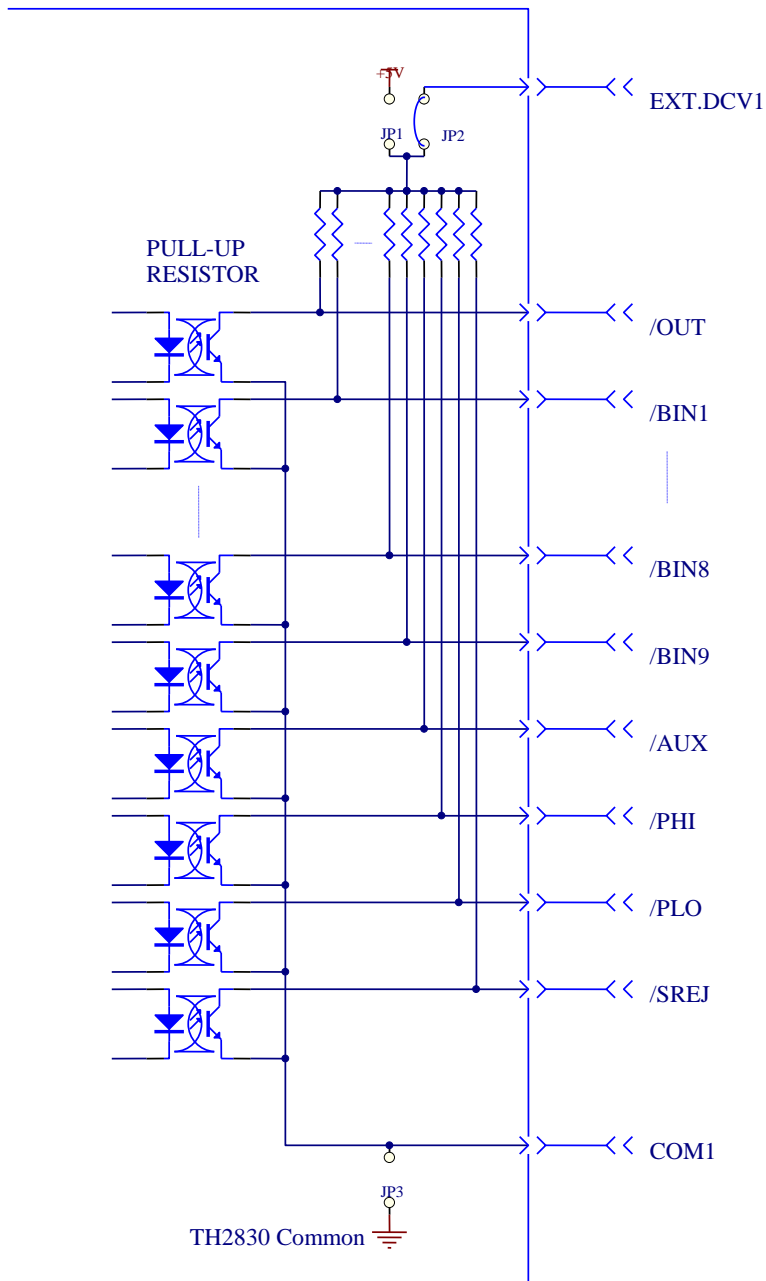 +5V
EXT.DCV1
JP1
JP2
PULL-UP
RESISTOR
/OUT
/BIN1
/BIN8
/BIN9
/AUX
/PHI
/PLO
/SREJ
COM1
JP3
TH2830 Common